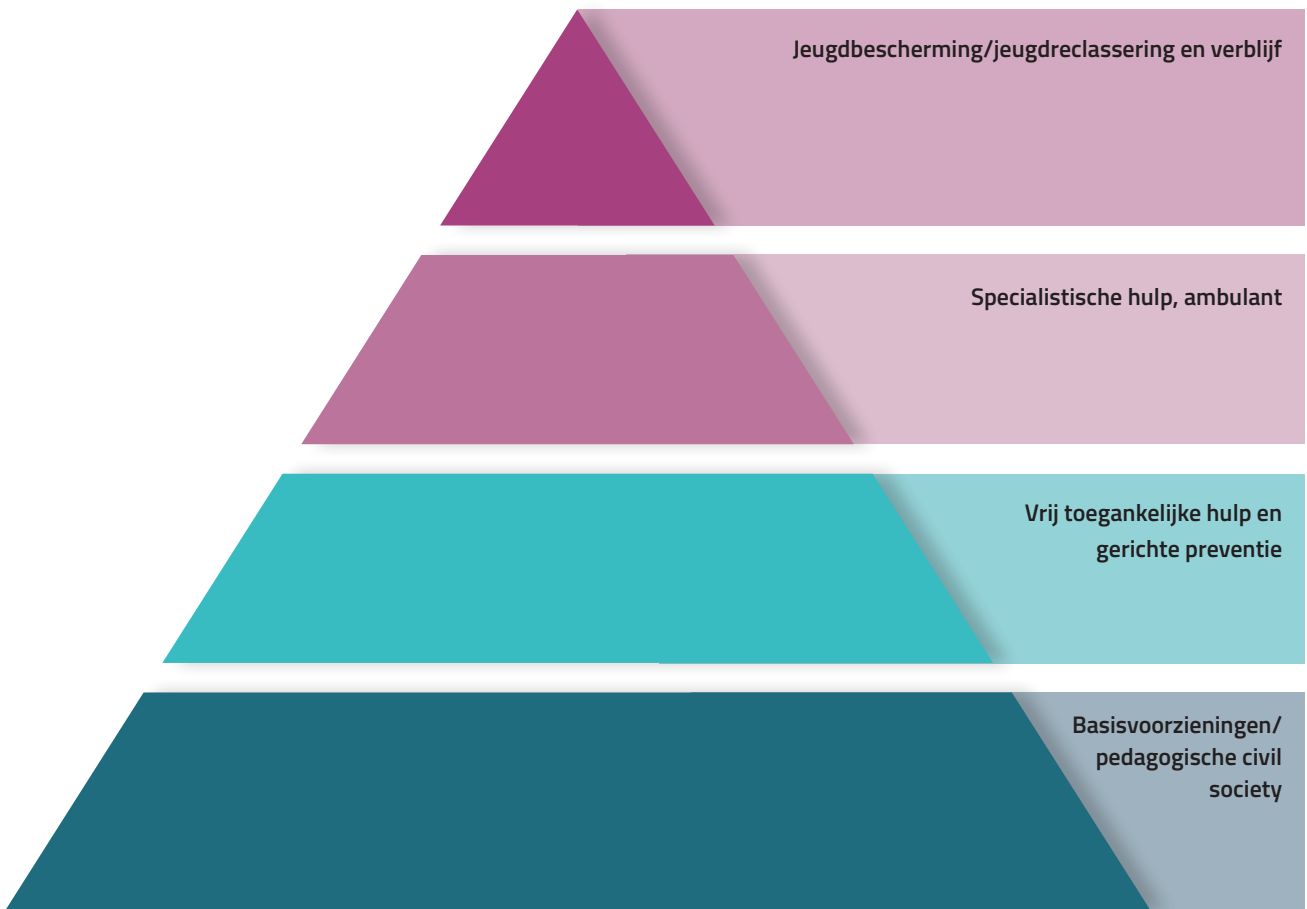 Jeugdbescherming/jeugdreclassering en verblijf
Specialistische hulp, ambulant
Vrij toegankelijke hulp en
gerichte preventie
Basisvoorzieningen/
pedagogische civil
society